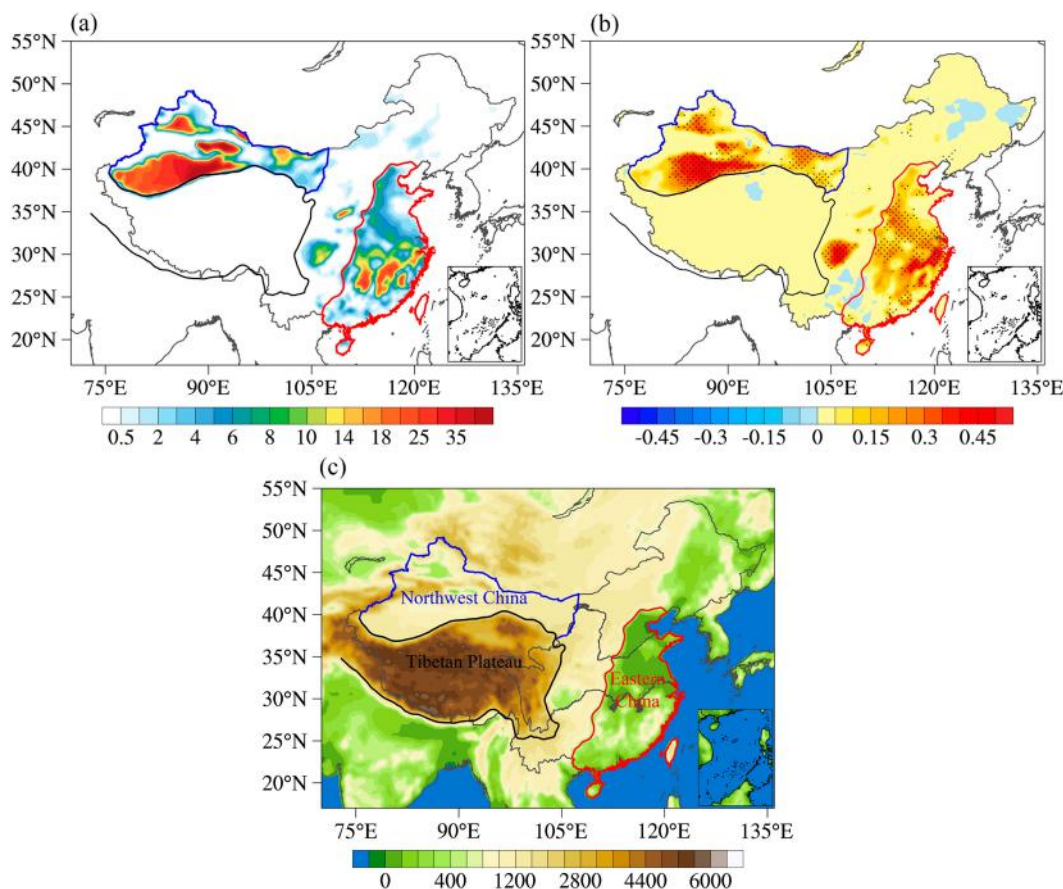 (a)
(b)
55°N
50°N
45°N
40°N
35°N
30°N
25°N
20°N
75°E 90°E 105°E 120°E 135°E
0.5 2 4 6 8 10 14 18 25 35
55°N
50°N
45°N
40°N
35°N
30°N
25°N
20°N
75°E 90°E 105°E 120°E 135°E
-0.45 -0.3 -0.15 0 0.15 0.3 0.45
(c)
55°N
50°N
45°N
40°N
35°N
30°N
25°N
20°N
Northwest China
Tibetan Plateau
Eastern
China
75°E 90°E 105°E 120°E 135°E
0 400 1200 2800 4400 6000